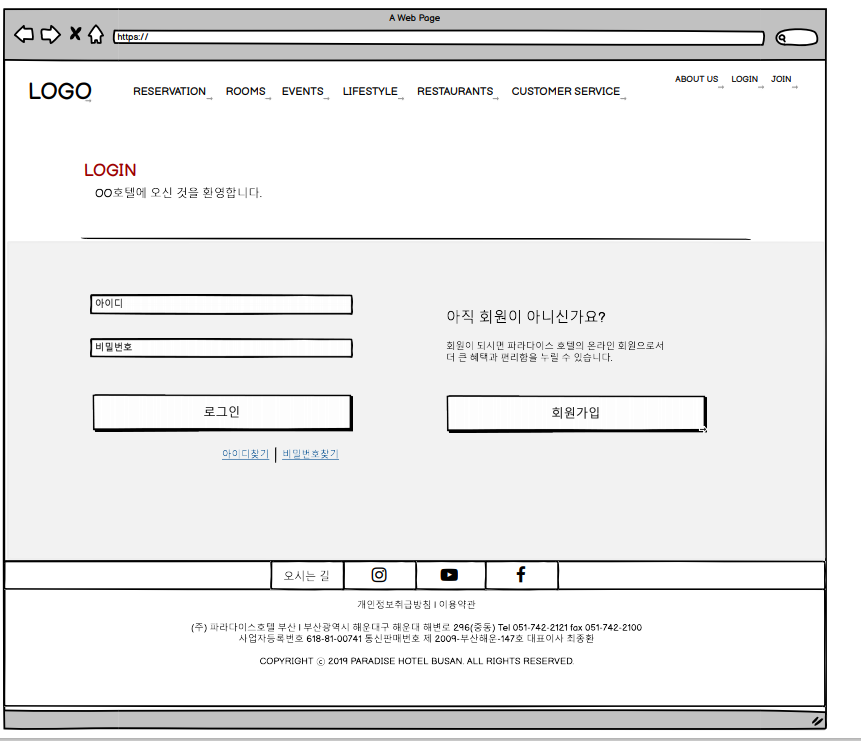 A Web Page
https://
ABOUT US LOGIN JOIN
LOGO RESERVATION ROOMS EVENTS LIFESTYLE RESTAURANTS CUSTOMER SERVICE
LOGIN
OO호텔에 오신 것을 환영합니다.
아이디
비밀번호
로그인
아이디찾기 | 비밀번호찾기
아직 회원이 아니신가요?
회원이 되시면 파라다이스 호텔의 온라인 회원으로서
더 큰 혜택과 편리함을 누릴 수 있습니다.
회원가입
오시는 길
개인정보취급방침 | 이용약관
(주) 파라다이스호텔 부산 | 부산광역시 해운대구 해운대 해변로 296(중동) Tel 051-742-2121 fax 051-742-2100
사업자등록번호 618-81-00741 통신판매번호 제 2009-부산해운-147호 대표이사 최종환
COPYRIGHT ⓒ 2019 PARADISE HOTEL BUSAN. ALL RIGHTS RESERVED.